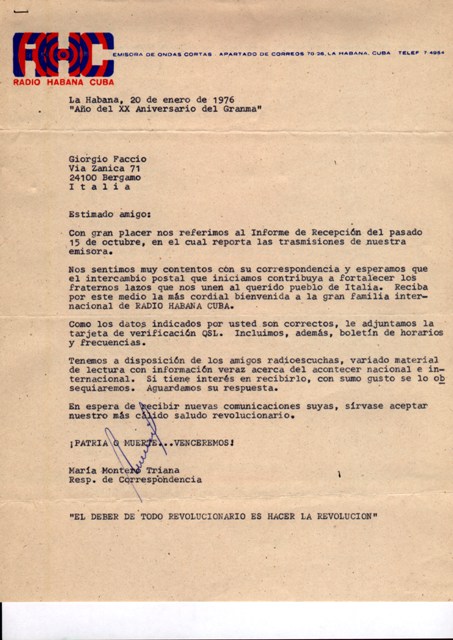 RHC
RADIO HABANA CUBA
EMISORA DE ONDAS CORTAS . APARTADO DE CORREOS 70-26, LA HABANA, CUBA TELEF 7-4954
La Habana, 20 de enero de 1976
"Año del XX Aniversario del Granma"
Giorgio Faccio
Via Zanica 71
24100 Bergamo
I t a l i a
Estimado amigo:
Con gran placer nos referimos al Informe de Recepción del pasado
15 de octubre, en el cual reporta las trasmisiones de nuestra
emisora.
Nos sentimos muy contentos con su correspondencia y esperamos que
el intercambio postal que iniciamos contribuya a fortalecer los
fraternos lazos que nos unen al querido pueblo de Italia. Reciba
por este medio la más cordial bienvenida a la gran familia inter-
nacional de RADIO HABANA CUBA.
Como los datos indicados por usted son correctos, le adjuntamos la
tarjeta de verificación QSL. Incluimos, además, boletín de horarios
y frecuencias.
Tenemos a disposición de los amigos radioescuchas, variado material
de lectura con información veraz acerca del acontecer nacional e in-
ternacional. Si tiene interés en recibirlo, con sumo gusto se lo ob
sequiaremos. Aguardamos su respuesta.
En espera de recibir nuevas comunicaciones suyas, sírvase aceptar
nuestro más cálido saludo revolucionario.
¡PATRIA O MUERTE...VENCEREMOS!
María Montero Triana
Resp. de Correspondencia
"EL DEBER DE TODO REVOLUCIONARIO ES HACER LA REVOLUCION"